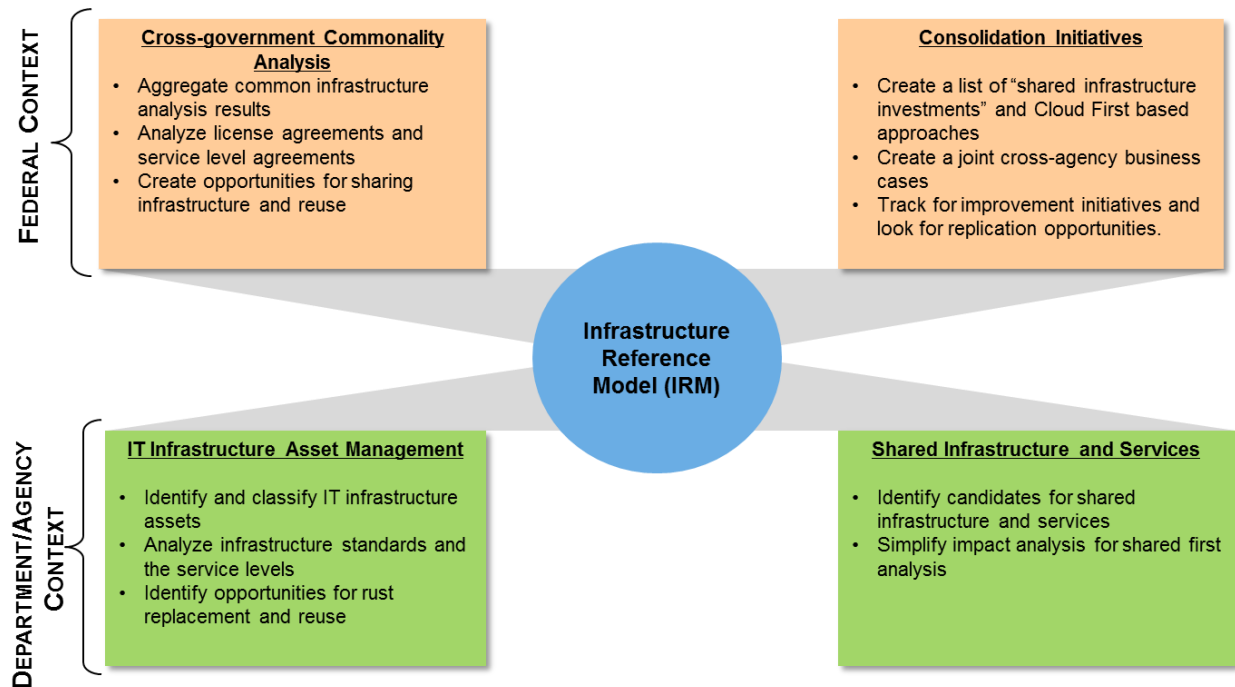 FEDERAL CONTEXT
Cross-government Commonality
Analysis
• Aggregate common infrastructure
analysis results
• Analyze license agreements and
service level agreements
• Create opportunities for sharing
infrastructure and reuse
Consolidation Initiatives
• Create a list of “shared infrastructure
investments” and Cloud First based
approaches
• Create a joint cross-agency business
cases
• Track for improvement initiatives and
look for replication opportunities.
Infrastructure
Reference
Model (IRM)
DEPARTMENT/AGENCY
CONTEXT
IT Infrastructure Asset Management
• Identify and classify IT infrastructure
assets
• Analyze infrastructure standards and
the service levels
• Identify opportunities for rust
replacement and reuse
Shared Infrastructure and Services
• Identify candidates for shared
infrastructure and services
• Simplify impact analysis for shared first
analysis